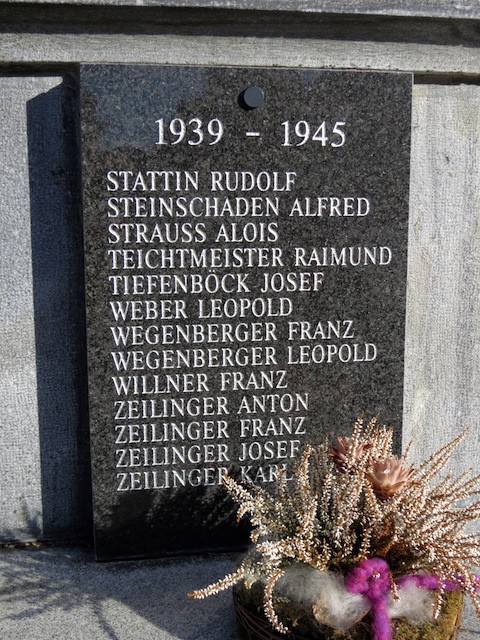 1939 - 1945
STATTIN RUDOLF
STEINSCHADEN ALFRED
STRAUSS ALOIS
TEICHTMEISTER RAIMUND
TIEFENBÖCK JOSEF
WEBER LEOPOLD
WEGENBERGER FRANZ
WEGENBERGER LEOPOLD
WILLNER FRANZ
ZEILINGER ANTON
ZEILINGER FRANZ
ZEILINGER JOSEF
ZEILINGER KARL